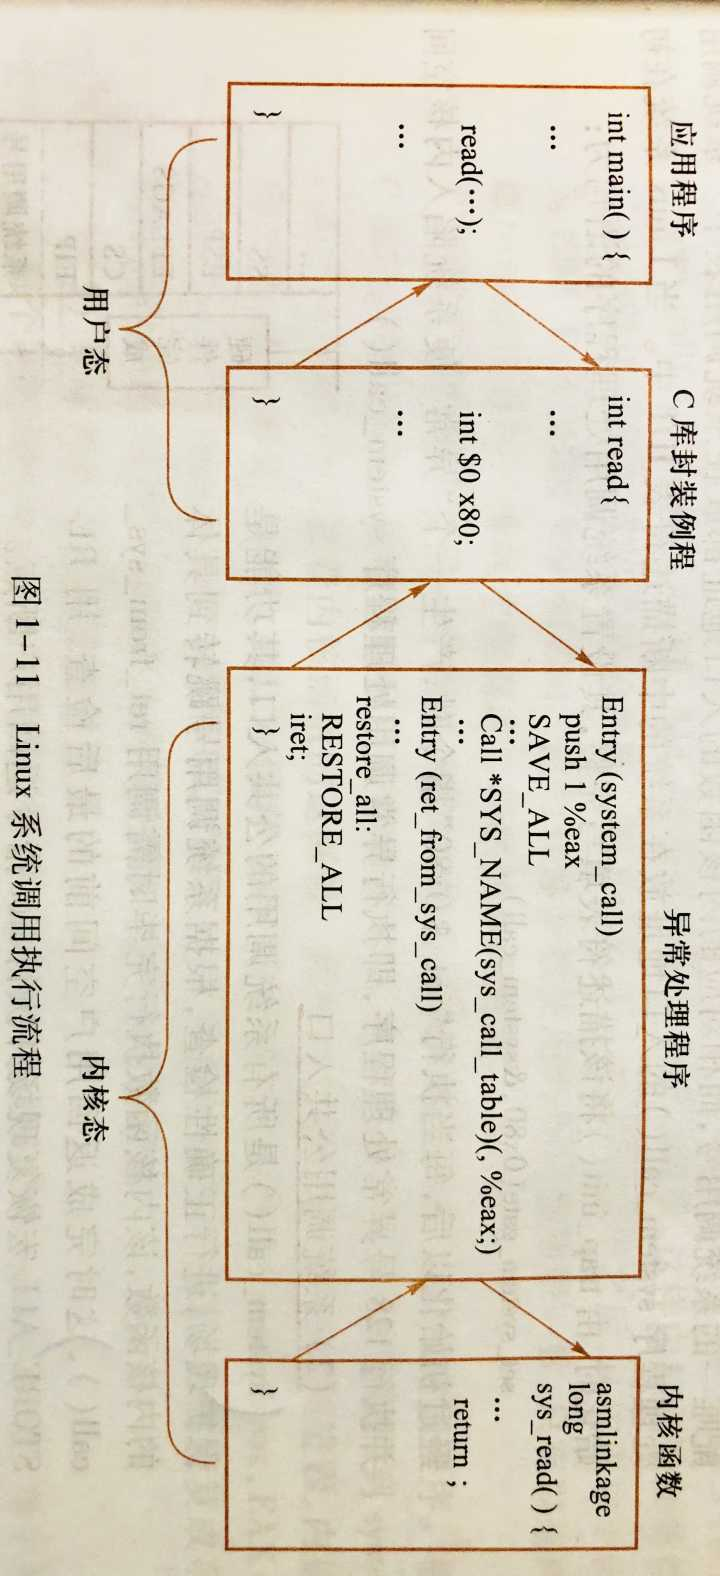 应用程序
int main( ) {
...
read(…);
...
}
C 库封装例程
int read{
...
int $0 x80;
...
}
异常处理程序
Entry (system_call)
push 1 %eax
SAVE_ALL
...
Call *SYS_NAME(sys_call_table)(, %eax;)
...
Entry (ret_from_sys_call)
...
restore_all:
RESTORE_ALL
iret;
}
内核函数
asmlinkage
long
sys_read( ) {
...
return ;
}
用户态
内核态
图 1-11 Linux 系统调用执行流程